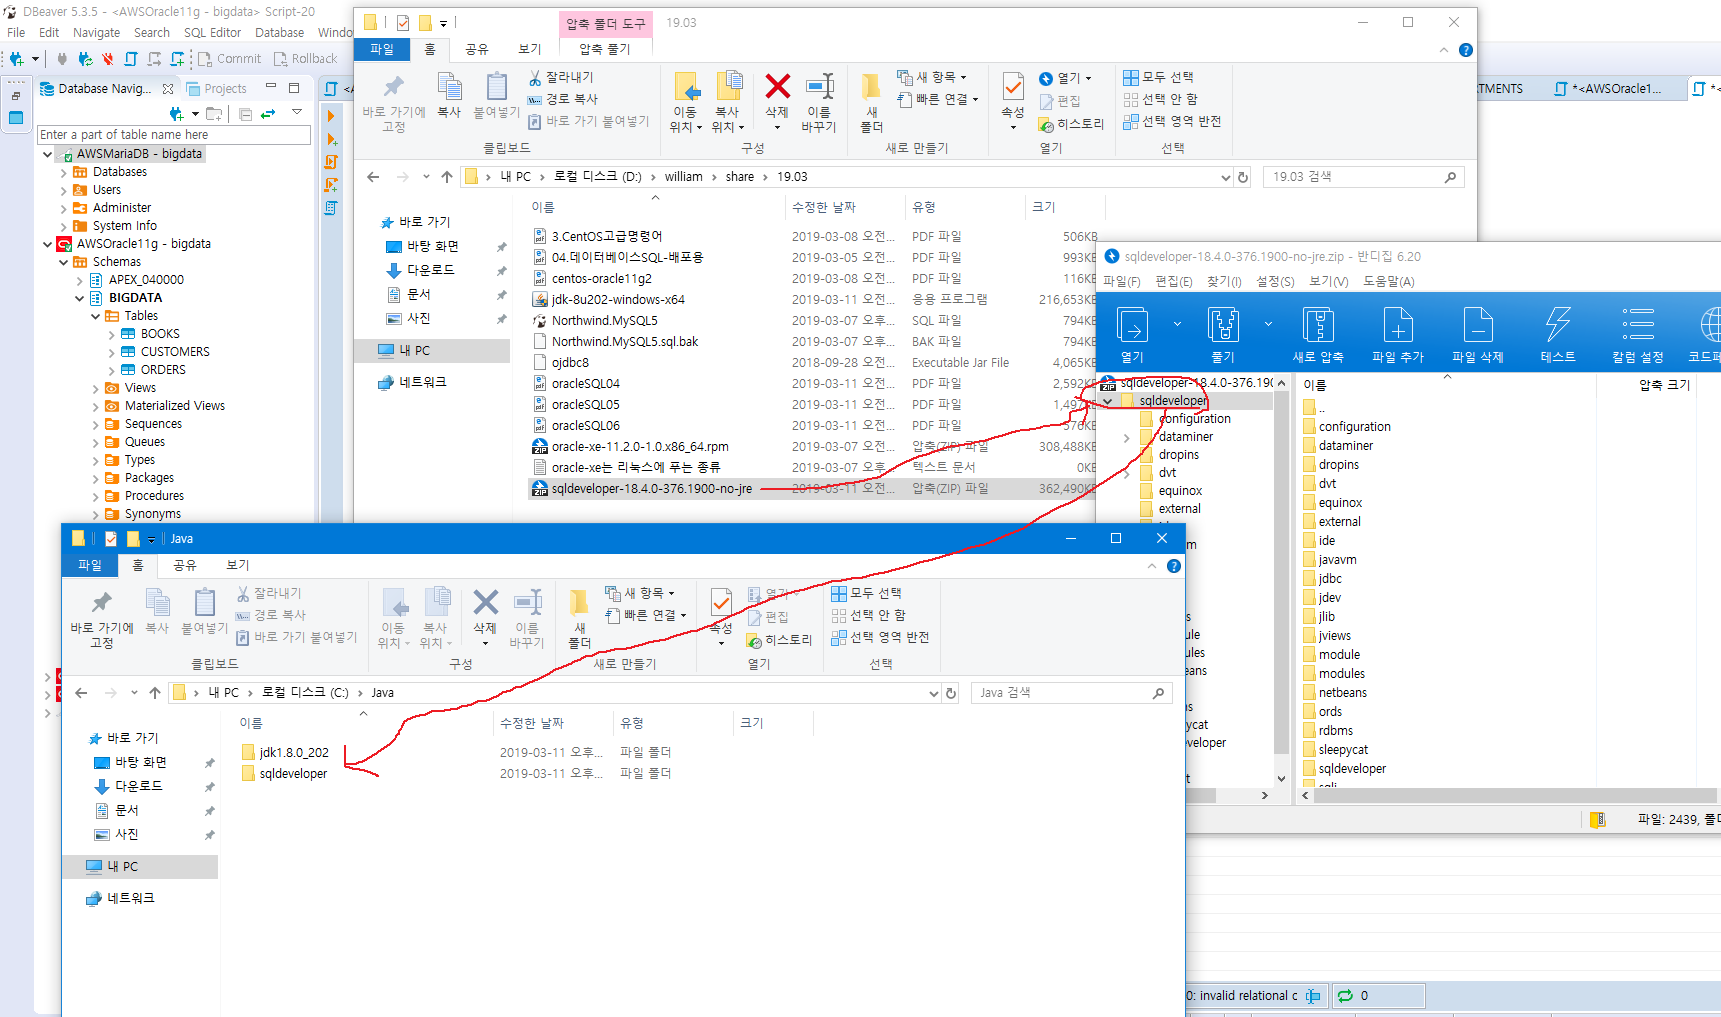 DBeaver 5.3.5 - <AWSOracle11g - bigdata> Script-20
File Edit Navigate Search SQL Editor Database Windo
Commit Rollback
Database Navig... Projects
Enter a part of table name here
AWSMariaDB - bigdata
Databases
Users
Administer
System Info
AWSOracle11g - bigdata
Schemas
APEX_040000
BIGDATA
Tables
BOOKS
CUSTOMERS
ORDERS
Views
Materialized Views
Sequences
Queues
Types
Packages
Procedures
Synonyms
압축 폴더 도구 19.03
파일 홈 공유 보기 압축 풀기
바로 가기에 고정
복사
붙여넣기
잘라내기
경로 복사
바로 가기 붙여넣기
클립보드
이동 위치
복사 위치
삭제
이름 바꾸기
구성
새 폴더
새 항목
빠른 연결
새로 만들기
속성
열기
편집
히스토리
열기
모두 선택
선택 안 함
선택 영역 반전
선택
내 PC 로컬 디스크 (D:) william share 19.03
19.03 검색
바로 가기
바탕 화면
다운로드
문서
사진
내 PC
네트워크
이름 수정한 날짜 유형 크기
3.CentOS고급명령어 2019-03-08 오전... PDF 파일 506KB
04.데이터베이스SQL-배포용 2019-03-05 오전... PDF 파일 993KB
centos-oracle11g2 2019-03-08 오전... PDF 파일 116KB
jdk-8u202-windows-x64 2019-03-11 오전... 응용 프로그램 216,653KB
Northwind.MySQL5 2019-03-07 오후... SQL 파일 794KB
Northwind.MySQL5.sql.bak 2019-03-07 오후... BAK 파일 794KB
ojdbc8 2018-09-28 오전... Executable Jar File 4,065KB
oracleSQL04 2019-03-11 오전... PDF 파일 2,592KB
oracleSQL05 2019-03-11 오전... PDF 파일
oracleSQL06 2019-03-11 오전... PDF 파일 576KB
oracle-xe-11.2.0-1.0.x86_64.rpm 2019-03-07 오전... 압축(ZIP) 파일 308,488KB
oracle-xe는 리눅스에 푸는 종류 2019-03-07 오후 텍스트 문서 0KB
sqldeveloper-18.4.0-376.1900-no-jre 2019-03-11 오전... 압축(ZIP) 파일 362,490KB
TMENTS *<AWSOracle1...
sqldeveloper-18.4.0-376.1900-no-jre.zip - 반디집 6.20
파일(F) 편집(E) 찾기(I) 설정(S) 보기(V) 도움말(A)
열기 풀기 새로 압축 파일 추가 파일 삭제 테스트 칼럼 설정 코드페
sqldeveloper-18.4.0-376.190
sqldeveloper
configuration
dataminer
dropins
dvt
equinox
external
이름 압축 크기
..
configuration
dataminer
dropins
dvt
equinox
external
ide
javavm
jdbc
jdev
jlib
jviews
module
modules
netbeans
ords
rdbms
sleepycat
sqldeveloper
sqlj
파일: 2439, 폴더
Java
파일 홈 공유 보기
바로 가기에 고정
복사
붙여넣기
잘라내기
경로 복사
바로 가기 붙여넣기
클립보드
이동 위치
복사 위치
삭제
이름 바꾸기
구성
새 폴더
새 항목
빠른 연결
새로 만들기
속성
열기
편집
히스토리
열기
모두 선택
선택 안 함
선택 영역 반전
선택
내 PC 로컬 디스크 (C:) Java
Java 검색
바로 가기
바탕 화면
다운로드
문서
사진
내 PC
네트워크
이름 수정한 날짜 유형 크기
jdk1.8.0_202 2019-03-11 오후... 파일 폴더
sqldeveloper 2019-03-11 오후... 파일 폴더
0: invalid relational c 0